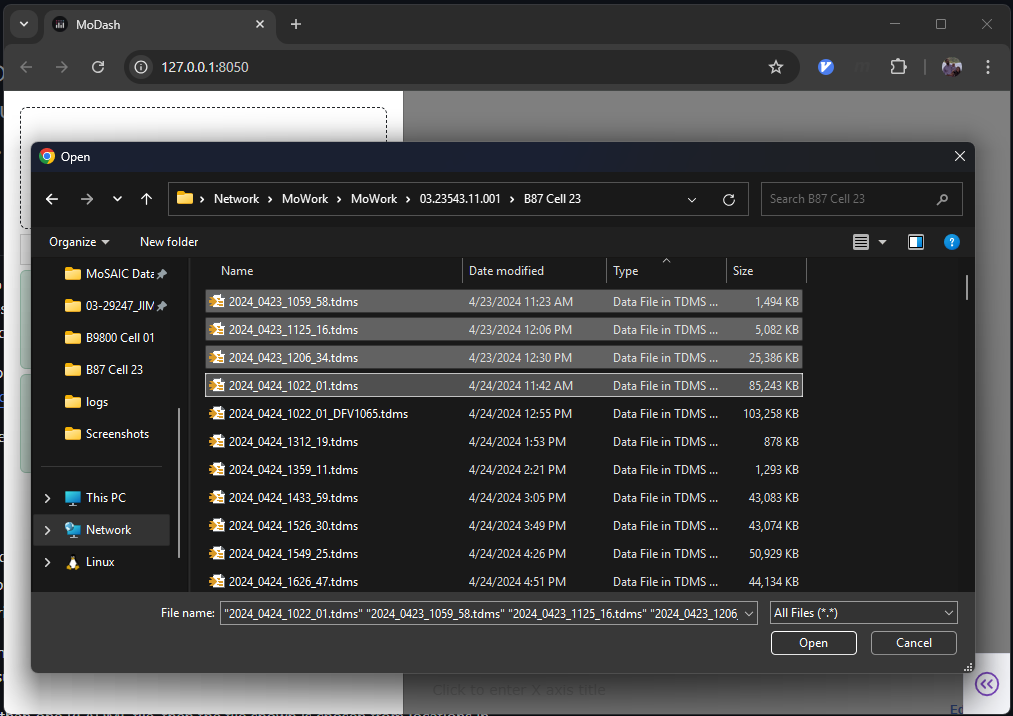 MoDash
127.0.0.1:8050
Open
Network > MoWork > MoWork > 03.23543.11.001 > B87 Cell 23
Search B87 Cell 23
Organize
New folder
Name
Date modified
Type
Size
MoSAIC Data
03-29247_JIM
B9800 Cell 01
B87 Cell 23
logs
Screenshots
This PC
Network
Linux
2024_0423_1059_58.tdms 4/23/2024 11:23 AM Data File in TDMS ... 1,494 KB
2024_0423_1125_16.tdms 4/23/2024 12:06 PM Data File in TDMS ... 5,082 KB
2024_0423_1206_34.tdms 4/23/2024 12:30 PM Data File in TDMS ... 25,386 KB
2024_0424_1022_01.tdms 4/24/2024 11:42 AM Data File in TDMS ... 85,243 KB
2024_0424_1022_01_DFV1065.tdms 4/24/2024 12:55 PM Data File in TDMS ... 103,258 KB
2024_0424_1312_19.tdms 4/24/2024 1:53 PM Data File in TDMS ... 878 KB
2024_0424_1359_11.tdms 4/24/2024 2:21 PM Data File in TDMS ... 1,293 KB
2024_0424_1433_59.tdms 4/24/2024 3:05 PM Data File in TDMS ... 43,083 KB
2024_0424_1526_30.tdms 4/24/2024 3:49 PM Data File in TDMS ... 43,074 KB
2024_0424_1549_25.tdms 4/24/2024 4:26 PM Data File in TDMS ... 50,929 KB
2024_0424_1626_47.tdms 4/24/2024 4:51 PM Data File in TDMS ... 44,134 KB
File name:
"2024_0424_1022_01.tdms" "2024_0423_1059_58.tdms" "2024_0423_1125_16.tdms" "2024_0423_1206_
All Files (*.*)
Open
Cancel
Click to enter X axis title